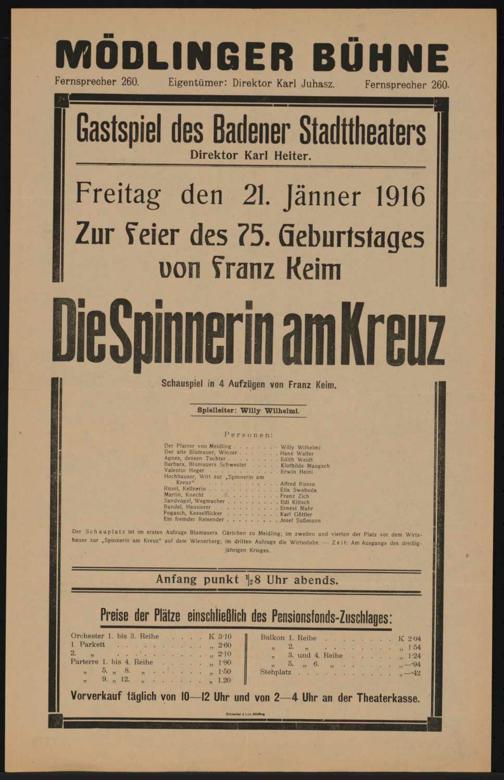 MÖDLINGER BÜHNE
Fernsprecher 260. Eigentümer: Direktor Karl Juhasz. Fernsprecher 260.
Gastspiel des Badener Stadttheaters
Direktor Karl Heiter.
Freitag den 21. Jänner 1916
Zur Feier des 75. Geburtstages
von Franz Keim
Die Spinnerin am Kreuz
Schauspiel in 4 Aufzügen von Franz Keim.
Spielleiter: Willy Wilhelmi.
Personen:
Der Pfarrer von Meidling . . . . . . . Willy Wilhelmi
Der alte Blumauer, Winzer . . . . . . . Hans Walter
Agnes, dessen Tochter . . . . . . . Edith Weidt
Barbara, Blumauers Schwester . . . . . . Klothilde
Valentin Heger . . . . . . . Erwin
Hochhauser, Wirt zur „Spinnerin am
Kreuz" . . . . . . . Alfred
Rosel, Kellnerin . . . . . . . Ella Swoboda
Martin, Knecht . . . . . . . Franz Zich
Sandvogel, Wegmacher . . . . . . . Edi Kittsch
Bandel, Hausierer . . . . . . . Ernest Mahr
Fogasch, Kesselflicker . . . . . . . Karl Göttler
Ein fremder Reisender . . . . . . . Josef Sußmann
Der Schauplatz ist im ersten Aufzuge Blumauers Gärtchen zu Meidling; im zweiten und vierten der Platz vor dem Wirts-
hause zur „Spinnerin am Kreuz" auf dem Wienerberg; im dritten Aufzuge die Wirtsstube. — Zeit: Am Ausgange des dreißig-
jährigen Krieges.
Anfang punkt ½8 Uhr abends.
Preise der Plätze einschließlich des Pensionsfonds-Zuschlages:
Orchester 1. bis 3. Reihe . . . . K 3·10
1. Parkett . . . . . . . „ 2·60
2. „ . . . . . . . „ 2·10
Parterre 1. bis 4. Reihe . . . . „ 1·80
„ 5. „ 8. „ . . . . „ 1·50
„ 9. „ 12. „ . . . . „ 1.20
Balkon 1. Reihe . . . . . . K 2·04
„ 2. „ . . . . . . „ 1·54
„ 3. und 4. Reihe . . . . „ 1·24
„ 5. „ 6. „ . . . . „ —·94
Stehplatz . . . . . . . „ —·42
Vorverkauf täglich von 10—12 Uhr und von 2—4 Uhr an der Theaterkasse.